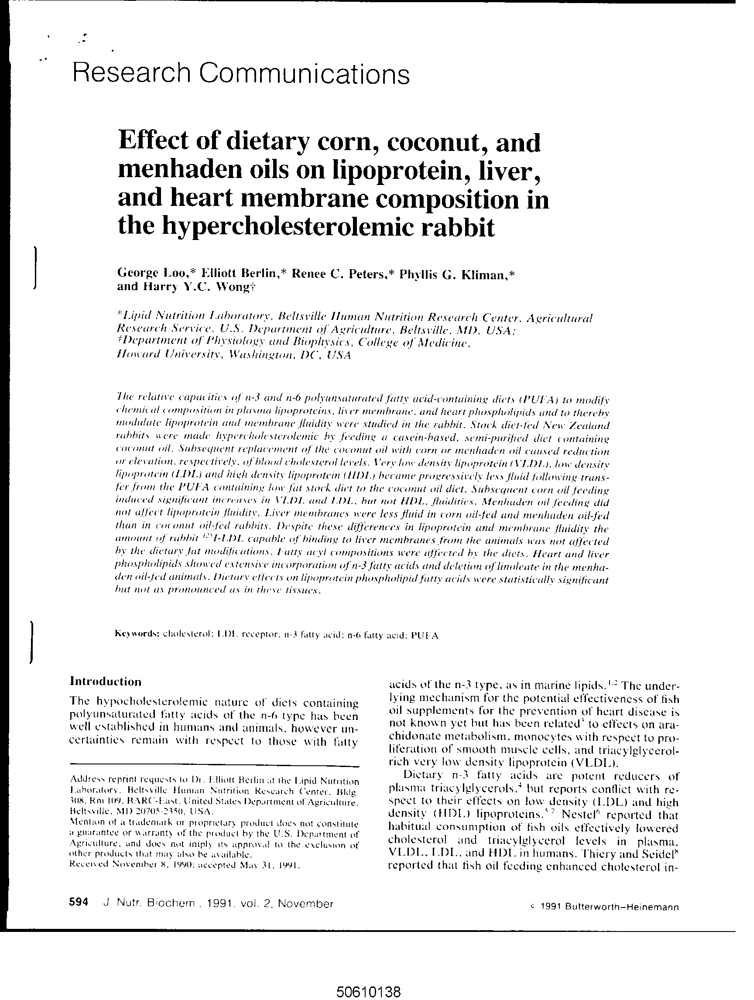 Research Communications
Effect of dietary corn, coconut, and
menhaden oils on lipoprotein, liver,
and heart membrane composition in
the hypercholesterolemic rabbit
George Loo,* Elliott Berlin,* Renee C. Peters,* Phyllis G. Kliman,*
and Harry Y.C. Wong†
*Lipid Nutrition Laboratory, Beltsville Human Nutrition Research Center, Agricultural
Research Service, U.S. Department of Agriculture, Beltsville, MD, USA;
†Department of Physiology and Biophysics, College of Medicine,
Howard University, Washington, DC, USA
The relative capacities of n-3 and n-6 polyunsaturated fatty acid-containing diets (PUFA) to modify
chemical composition in plasma lipoproteins, liver membrane, and heart phospholipids and to thereby
modulate lipoprotein and membrane fluidity were studied in the rabbit. Stock diet-fed New Zealand
rabbits were made hypercholesterolemic by feeding a casein-based, semi-purified diet containing
coconut oil. Subsequent replacement of the coconut oil with corn or menhaden oil caused reduction
or elevation, respectively, of blood cholesterol levels. Very low density lipoprotein (VLDL), low density
lipoprotein (LDL) and high density lipoprotein (HDL) became progressively less fluid following trans-
fer from the PUFA containing low fat stock diet to the coconut oil diet. Subsequent corn oil feeding
induced significant increases in VLDL and LDL, but not HDL, fluidities. Menhaden oil feeding did
not affect lipoprotein fluidity. Liver membranes were less fluid in corn oil-fed and menhaden oil-fed
than in coconut oil-fed rabbits. Despite these differences in lipoprotein and membrane fluidity the
amount of rabbit ¹²⁵I-LDL capable of binding to liver membranes from the animals was not affected
by the dietary fat modifications. Fatty acyl compositions were affected by the diets. Heart and liver
phospholipids showed extensive incorporation of n-3 fatty acids and deletion of linoleate in the menha-
den oil-fed animals. Dietary effects on lipoprotein phospholipid fatty acids were statistically significant
but not as pronounced as in these tissues.
Keywords: cholesterol; LDL receptor; n-3 fatty acid; n-6 fatty acid; PUFA
Introduction
The hypocholesterolemic nature of diets containing
polyunsaturated fatty acids of the n-6 type has been
well established in humans and animals, however un-
certainties remain with respect to those with fatty
Address reprint requests to Dr. Elliott Berlin at the Lipid Nutrition
Laboratory, Beltsville Human Nutrition Research Center, Bldg
308, Rm 109, BARC-East, United States Department of Agriculture,
Beltsville, MD 20705-2350, USA.
Mention of a trademark or proprietary product does not constitute
a guarantee or warranty of the product by the U.S. Department of
Agriculture, and does not imply its approval to the exclusion of
other products that may also be available.
Received November 8, 1990; accepted May 31, 1991.
acids of the n-3 type, as in marine lipids.¹·² The under-
lying mechanism for the potential effectiveness of fish
oil supplements for the prevention of heart disease is
not known yet but has been related³ to effects on ara-
chidonate metabolism, monocytes with respect to pro-
liferation of smooth muscle cells, and triacylglycerol-
rich very low density lipoprotein (VLDL).
Dietary n-3 fatty acids are potent reducers of
plasma triacylglycerols,⁴ but reports conflict with re-
spect to their effects on low density (LDL) and high
density (HDL) lipoproteins.⁵⁻⁷ Nestel⁶ reported that
habitual consumption of fish oils effectively lowered
cholesterol and triacylglycerol levels in plasma,
VLDL, LDL, and HDL in humans. Thiery and Seidel⁸
reported that fish oil feeding enhanced cholesterol in-
594 J. Nutr. Biochem., 1991, vol. 2, November
© 1991 Butterworth–Heinemann
50610138